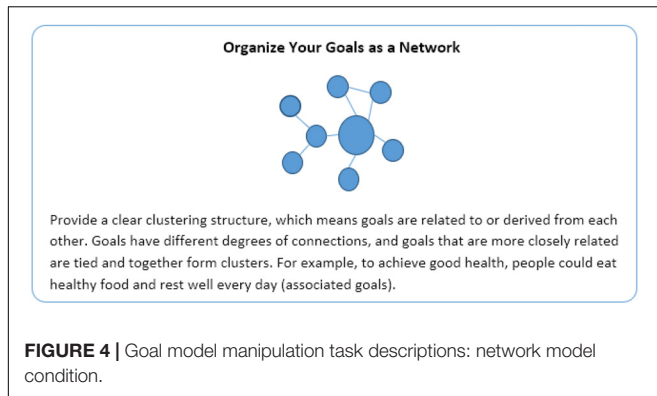 Organize Your Goals as a Network
Provide a clear clustering structure, which means goals are related to or derived from each
other. Goals have different degrees of connections, and goals that are more closely related
are tied and together form clusters. For example, to achieve good health, people could eat
healthy food and rest well every day (associated goals).
FIGURE 4 | Goal model manipulation task descriptions: network model
condition.